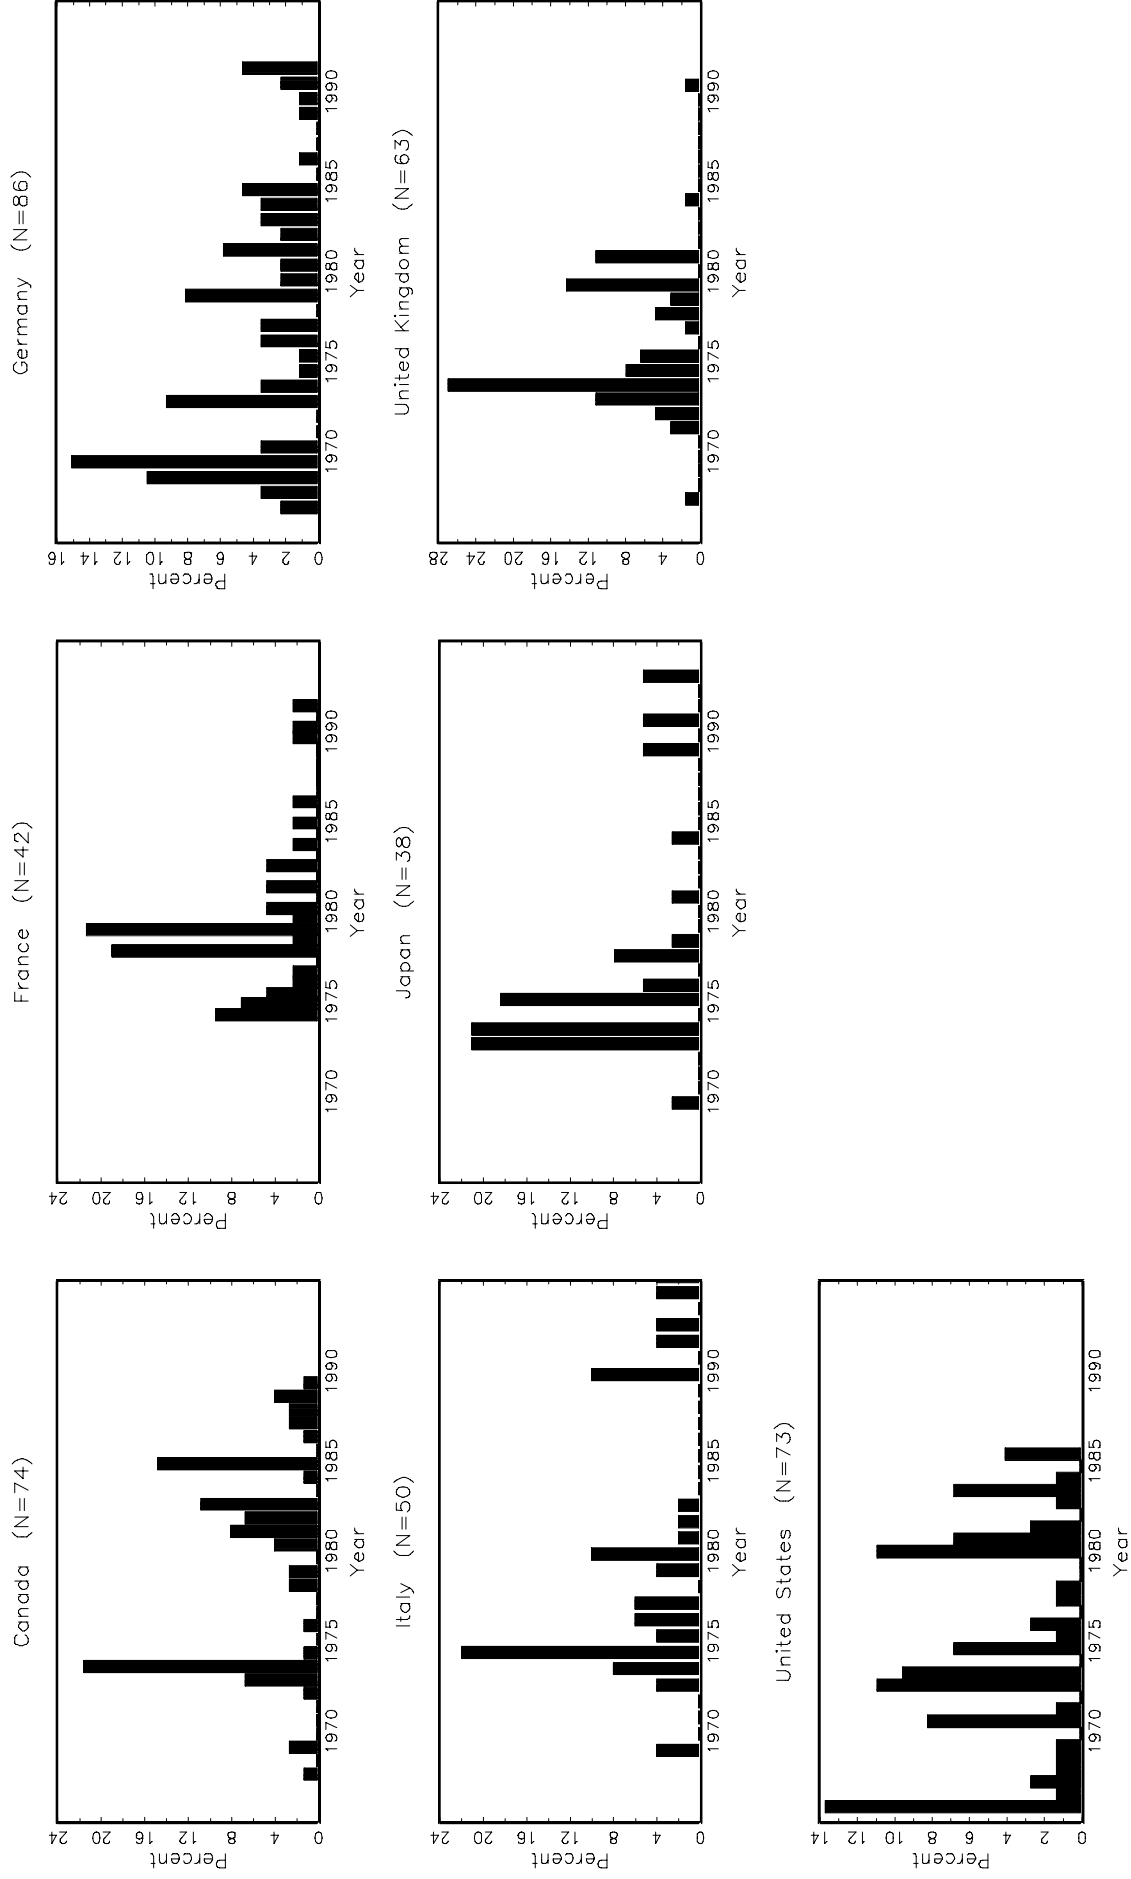 Canada (N=74)
Percent
24 20 16 12 8 4 0
1970 1975 1980 1985 1990
Year
France (N=42)
Percent
24 20 16 12 8 4 0
1970 1975 1980 1985 1990
Year
Germany (N=86)
Percent
16 14 12 10 8 6 4 2 0
1970 1975 1980 1985 1990
Year
Italy (N=50)
Percent
24 20 16 12 8 4 0
1970 1975 1980 1985 1990
Year
Japan (N=38)
Percent
24 20 16 12 8 4 0
1970 1975 1980 1985 1990
Year
United Kingdom (N=63)
Percent
28 24 20 16 12 8 4 0
1970 1975 1980 1985 1990
Year
United States (N=73)
Percent
14 12 10 8 6 4 2 0
1970 1975 1980 1985 1990
Year